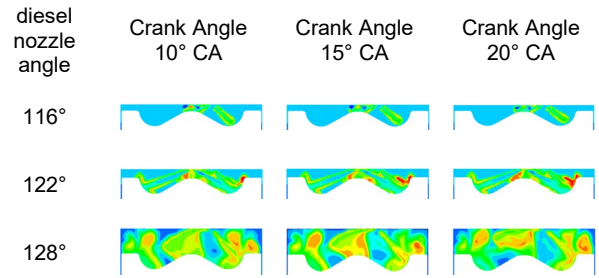 diesel
nozzle
angle
Crank Angle
10° CA
Crank Angle
15° CA
Crank Angle
20° CA
116°
122°
128°